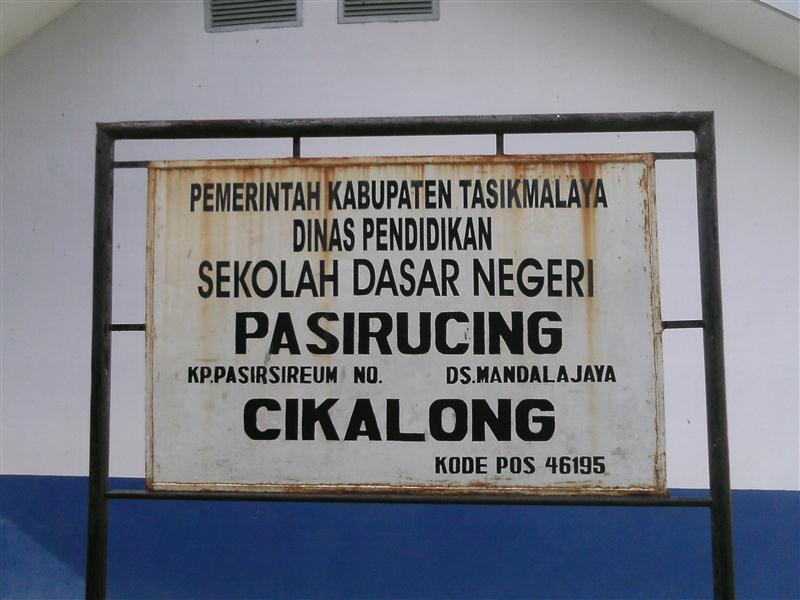 PEMERINTAH KABUPATEN TASIKMALAYA
DINAS PENDIDIKAN
SEKOLAH DASAR NEGERI
PASIRUCING
KP.PASIRSIREUM NO. DS.MANDALAJAYA
CIKALONG
KODE POS 46195